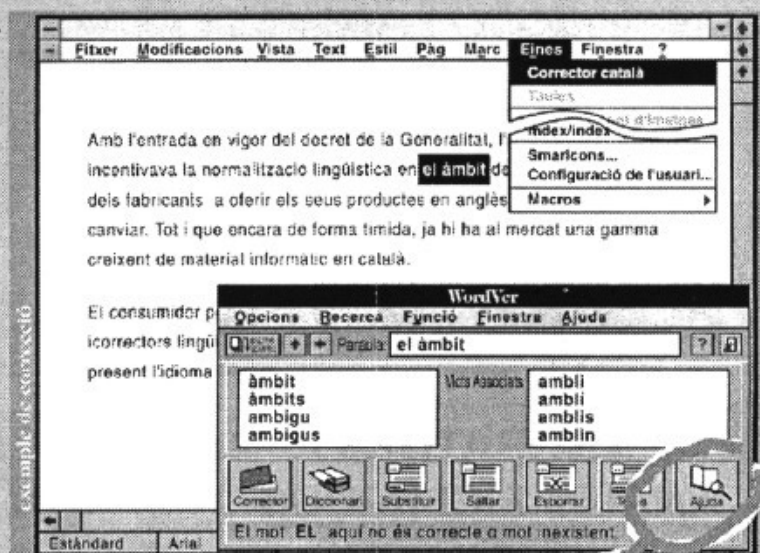 Fitxer Modificacions Vista Text Estil Pàg Marc Eines Finestra ?
Corrector català
Taules
Index/index
Smaricons...
Configuració de l'usuari...
Macros
Amb l'entrada en vigor del decret de la Generalitat, l'
incentivava la normalització lingüística en el àmbit de
dels fabricants a oferir els seus productes en anglès
canviar. Tot i que encara de forma tímida, ja hi ha al mercat una gamma
creixent de material informàtic en català.
El consumidor p
icorrectors lingü
present l'idioma
exemple de correcció
WordVer
Opcions Recerca Funció Finestra Ajuda
Paraula: el àmbit ?
àmbit
àmbits
ambigu
ambigus
Mots Associats
ambli
amblí
amblis
amblin
Corrector Diccionari Substituir Saltar Esborrar Ajuda
El mot EL aquí no és correcte o mot inexistent
Estàndard Arial